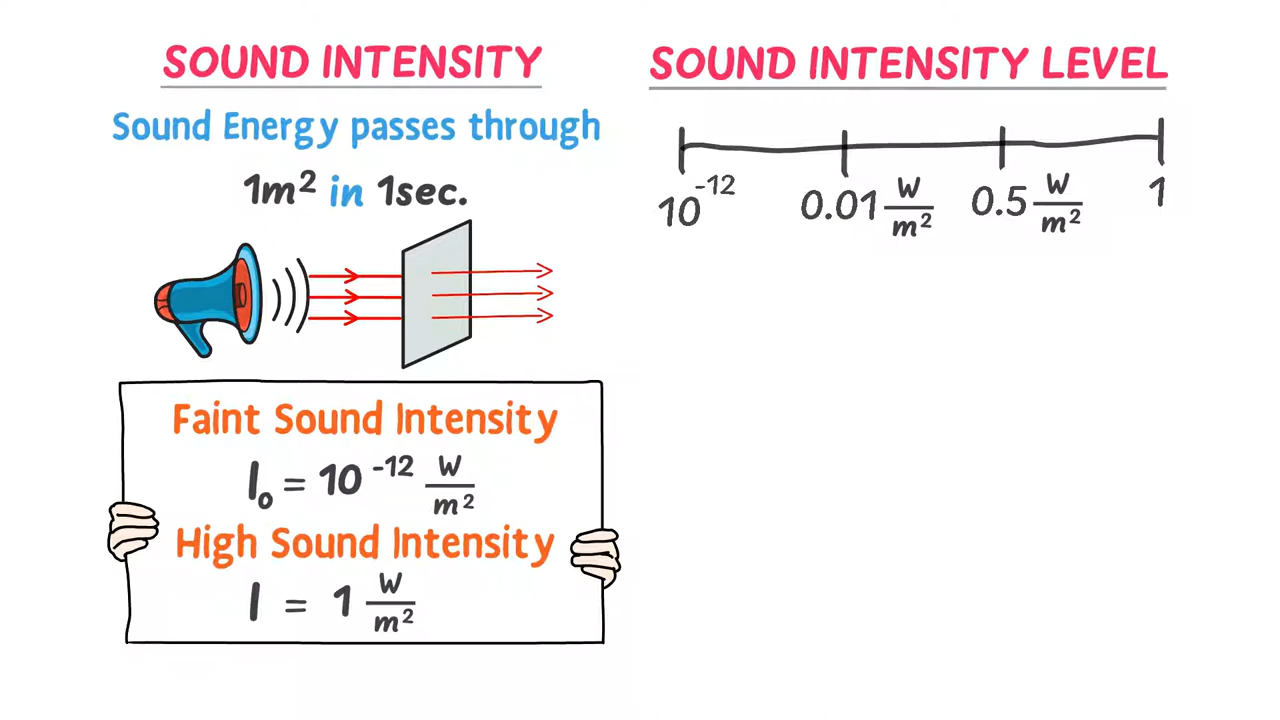 SOUND INTENSITY
Sound Energy passes through
1m² in 1sec.
Faint Sound Intensity
I₀ = 10⁻¹² W/m²
High Sound Intensity
I = 1 W/m²
SOUND INTENSITY LEVEL
10⁻¹² 0.01 W/m² 0.5 W/m² 1